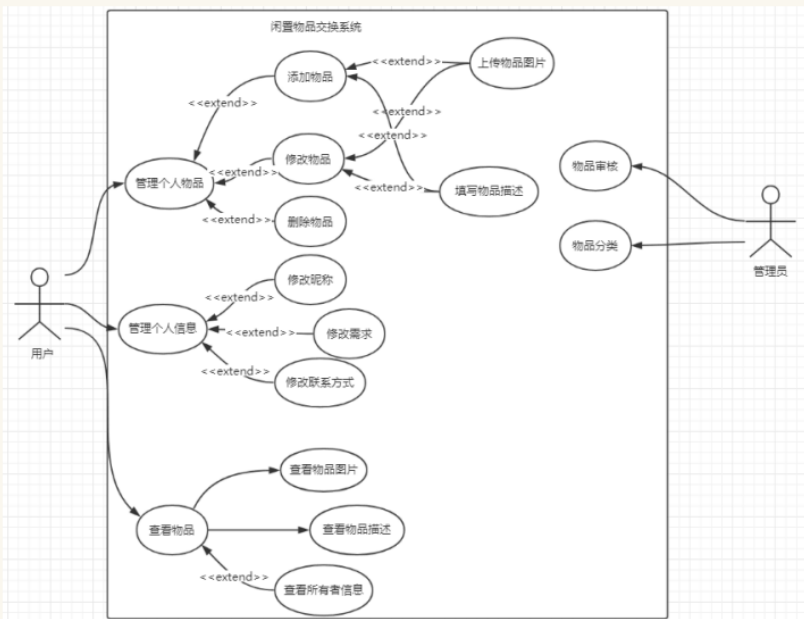 闲置物品交换系统
添加物品
<<extend>>
上传物品图片
<<extend>>
<<extend>>
<<extend>>
修改物品
<<extend>>
管理个人物品
<<extend>>
填写物品描述
物品审核
<<extend>>
删除物品
物品分类
管理员
修改昵称
<<extend>>
管理个人信息
<<extend>>
修改需求
用户
<<extend>>
修改联系方式
查看物品图片
查看物品
查看物品描述
<<extend>>
查看所有者信息